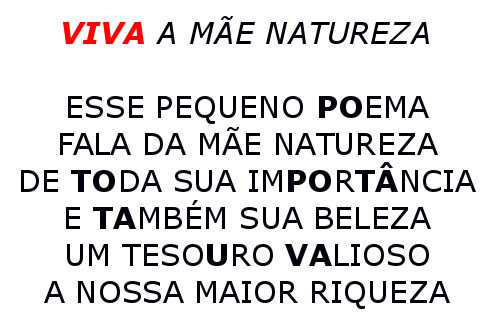 VIVA A MÃE NATUREZA
ESSE PEQUENO POEMA
FALA DA MÃE NATUREZA
DE TODA SUA IMPORTÂNCIA
E TAMBÉM SUA BELEZA
UM TESOURO VALIOSO
A NOSSA MAIOR RIQUEZA